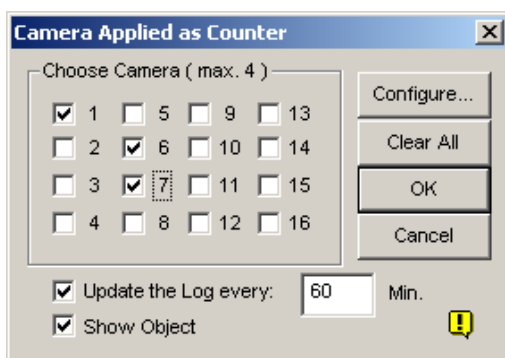 Camera Applied as Counter
Choose Camera ( max. 4 )
1 5 9 13
2 6 10 14
3 7 11 15
4 8 12 16
Configure...
Clear All
OK
Cancel
Update the Log every: 60 Min.
Show Object